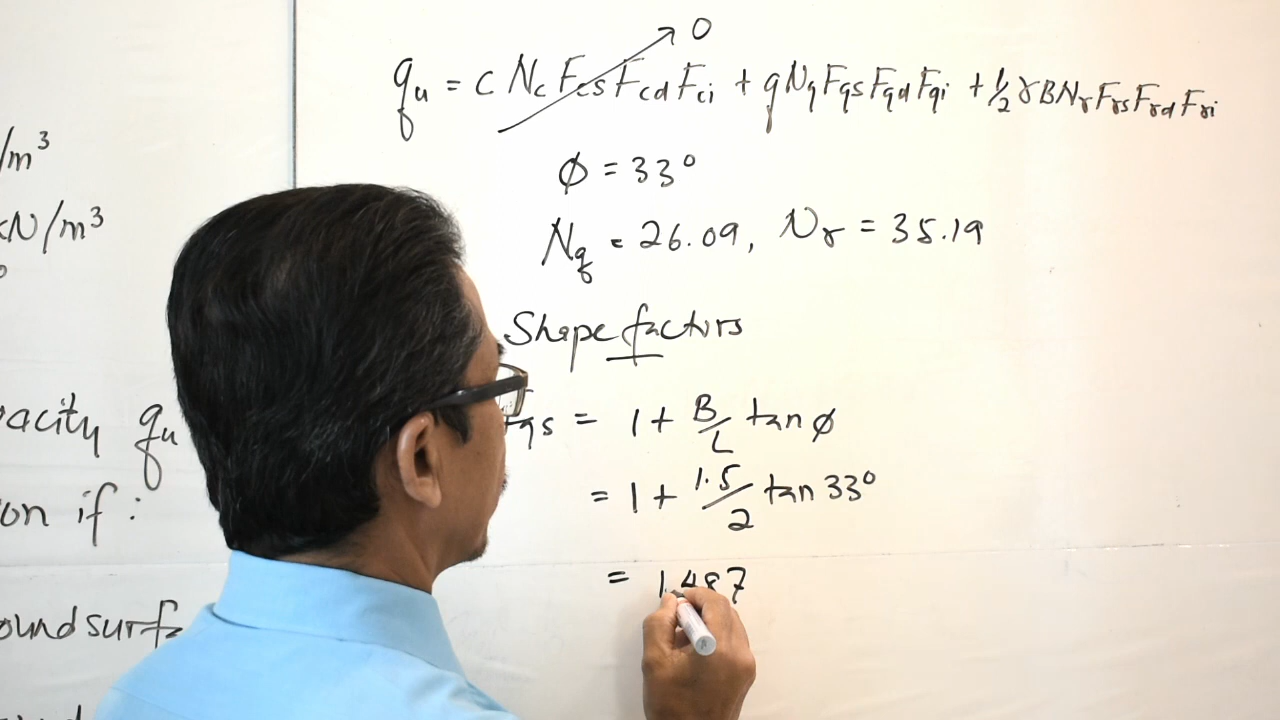 /m³
kN/m³
acity qu
on if:
ound surfa
qu = C Nc Fcs Fcd Fci + qNq Fqs Fqd Fqi + 1/2 γBNγ Fγs Fγd Fγi
0
φ = 33°
Nq = 26.09, Nγ = 35.19
Shape factors
Fqs = 1 + B/L tan φ
= 1 + 1.5/2 tan 33°
= 1.487